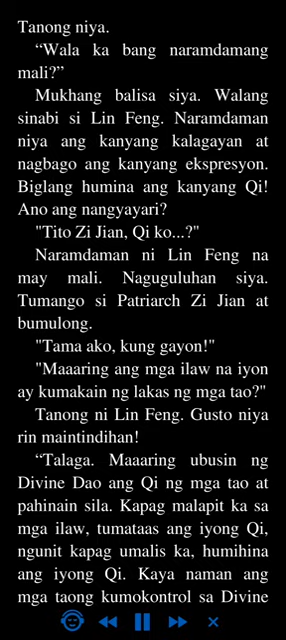 Tanong niya.
“Wala ka bang naramdamang
mali?”
Mukhang balisa siya. Walang
sinabi si Lin Feng. Naramdaman
niya ang kanyang kalagayan at
nagbago ang kanyang ekspresyon.
Biglang humina ang kanyang Qi!
Ano ang nangyayari?
"Tito Zi Jian, Qi ko...?"
Naramdaman ni Lin Feng na
may mali. Naguguluhan siya.
Tumango si Patriarch Zi Jian at
bumulong.
"Tama ako, kung gayon!"
"Maaaring ang mga ilaw na iyon
ay kumakain ng lakas ng mga tao?"
Tanong ni Lin Feng. Gusto niya
rin maintindihan!
“Talaga. Maaaring ubusin ng
Divine Dao ang Qi ng mga tao at
pahinain sila. Kapag malapit ka sa
mga ilaw, tumataas ang iyong Qi,
ngunit kapag umalis ka, humihina
ang iyong Qi. Kaya naman ang
mga taong kumokontrol sa Divine